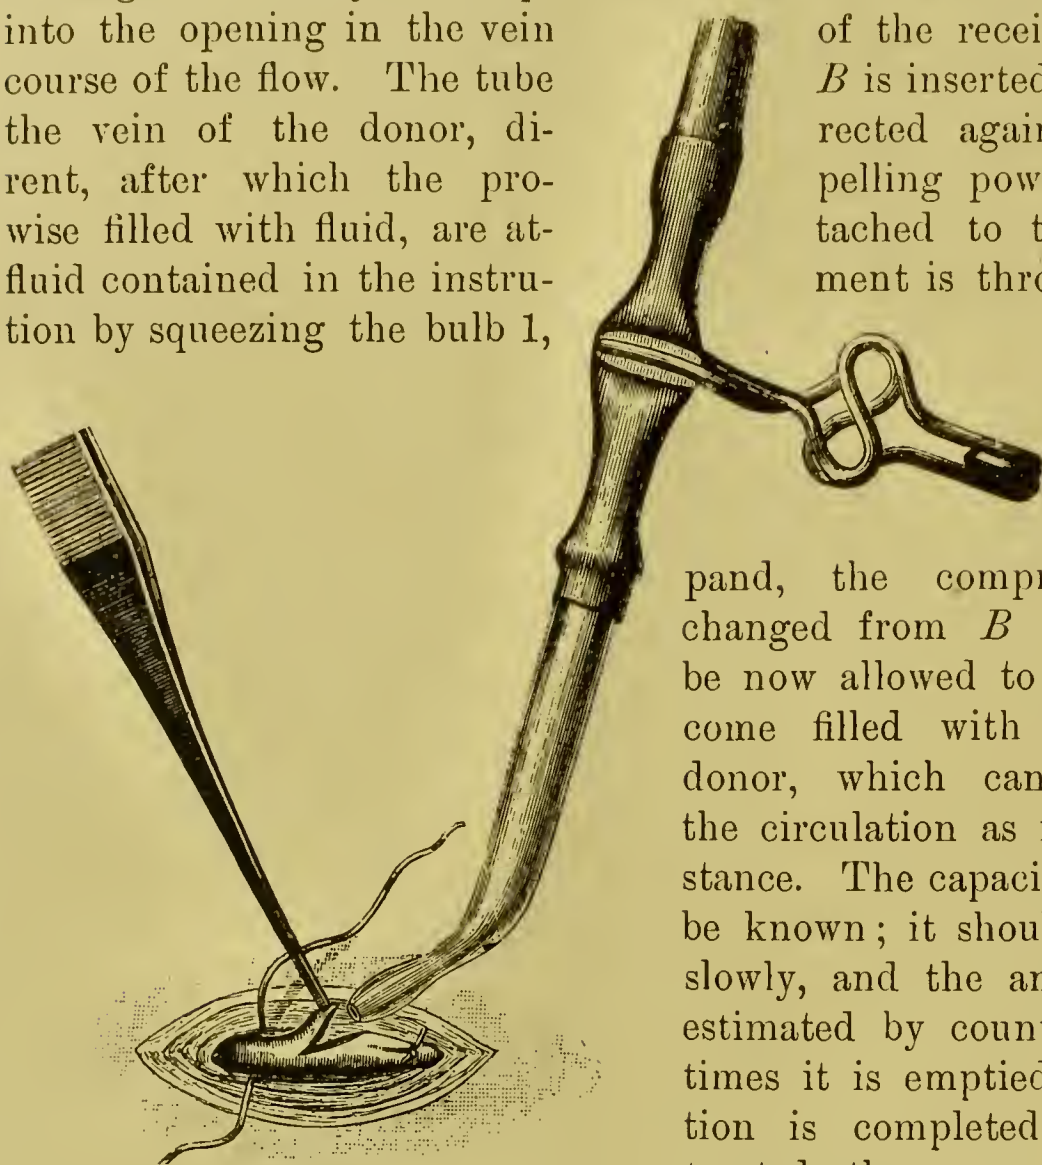 into the opening in the vein of the recei
course of the flow. The tube B is inserted
the vein of the donor, di- rected again
rent, after which the pro- pelling pow
wise filled with fluid, are at- tached to t
fluid contained in the instru- ment is thro
tion by squeezing the bulb 1,
pand, the compr
changed from B
be now allowed to
come filled with
donor, which can
the circulation as
stance. The capaci
be known; it shou
slowly, and the a
estimated by coun
times it is emptied
tion is completed